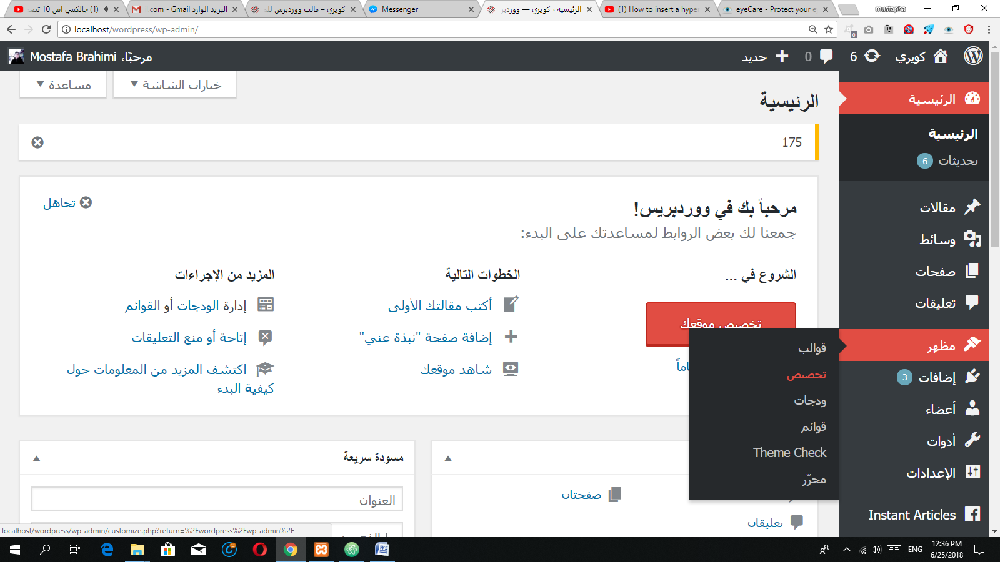 (1) جالكسي اس 10 تصـ
l.com - Gmail البريد الوارد
كويري – قالب ووردبرس للـ
Messenger
الرئيسية ‹ كويري — ووردبر
(1) How to insert a hyper
eyeCare - Protect your e
mustapha
localhost/wordpress/wp-admin/
0
كويري
6
0
جديد
مرحبًا، Mostafa Brahimi
خيارات الشاشة
مساعدة
الرئيسية
175
مرحباً بك في ووردبريس!
تجاهل
جمعنا لك بعض الروابط لمساعدتك على البدء:
الشروع في ...
تخصيص موقعك
الخطوات التالية
أكتب مقالتك الأولى
إضافة صفحة "نبذة عني"
شاهد موقعك
المزيد من الإجراءات
إدارة الودجات أو القوائم
إتاحة أو منع التعليقات
اكتشف المزيد من المعلومات حول
كيفية البدء
صفحتان
تعليقان
مسودة سريعة
العنوان
الرئيسية
الرئيسية
تحديثات 6
مقالات
وسائط
صفحات
تعليقات
مظهر
قوالب
تخصيص
ودجات
قوائم
Theme Check
محرّر
إضافات 3
أعضاء
أدوات
الإعدادات
Instant Articles
localhost/wordpress/wp-admin/customize.php?return=%2Fwordpress%2Fwp-admin%2F
ENG
12:36 PM
6/25/2018